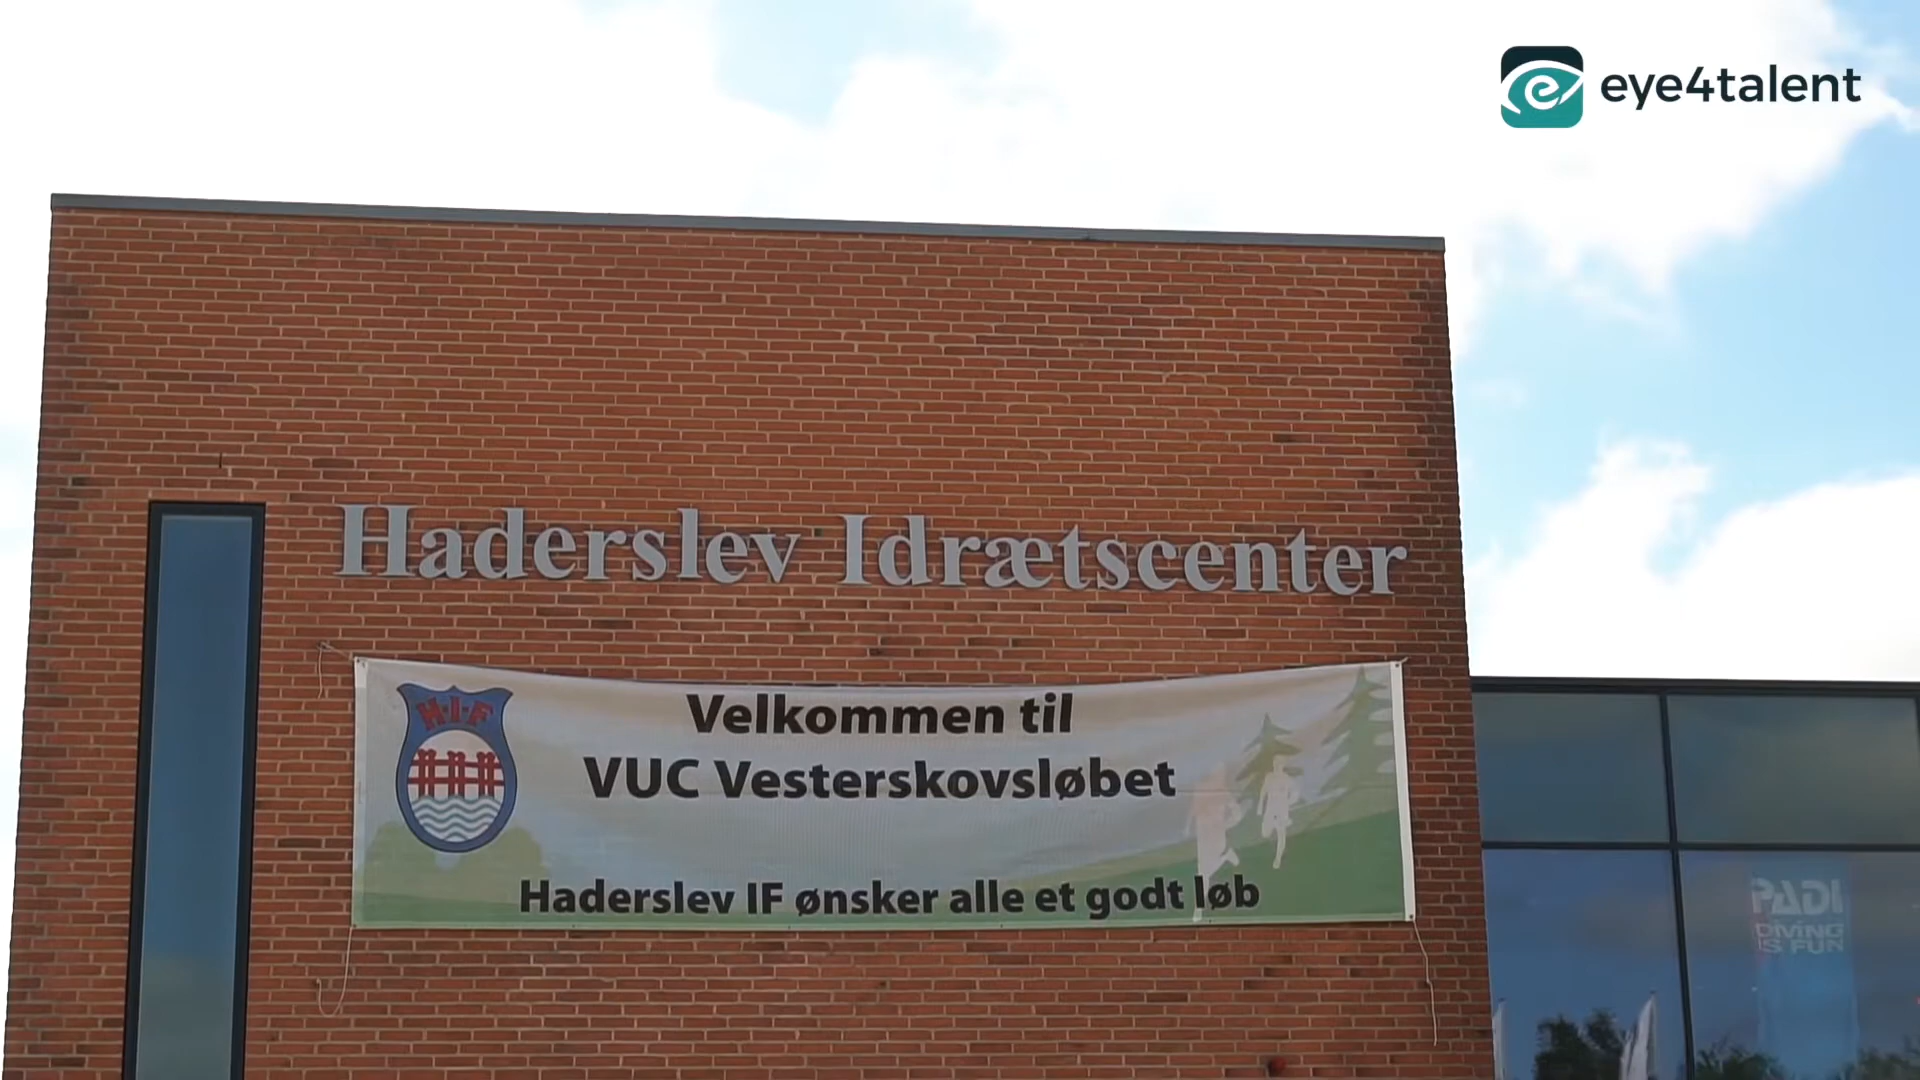 eye4talent
Haderslev Idrætscenter
H·I·F
Velkommen til
VUC Vesterskovsløbet
Haderslev IF ønsker alle et godt løb
PADI
DIVING
IS FUN